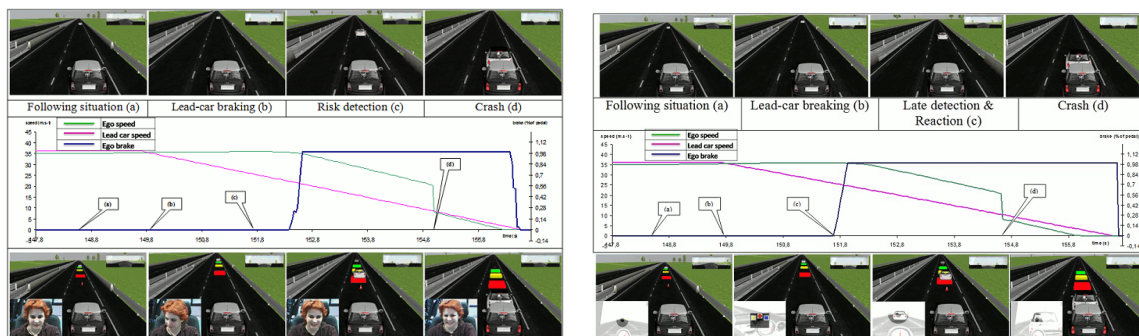 Following situation (a)
Lead-car braking (b)
Risk detection (c)
Crash (d)
speed (ms-1)
brake (% of pedal)
Ego speed
Lead car speed
Ego brake
40
35
30
25
20
15
10
5
0
1,12
0,98
0,84
0,7
0,56
0,42
0,28
0,14
0
-0,14
(a)
(b)
(c)
(d)
148,8
150,8
151,8
152,8
153,8
154,8
time(s)
Following situation (a)
Lead-car breaking (b)
Late detection &
Reaction (c)
Crash (d)
speed (ms-1)
brake (% of pedal)
Ego speed
Lead car speed
Ego brake
40
35
30
25
20
15
10
5
0
1,12
0,98
0,84
0,7
0,56
0,42
0,28
0,14
0
-0,14
(a)
(b)
(c)
(d)
148,8
149,8
150,8
151,8
152,8
153,8
154,8
155,8
time(s)